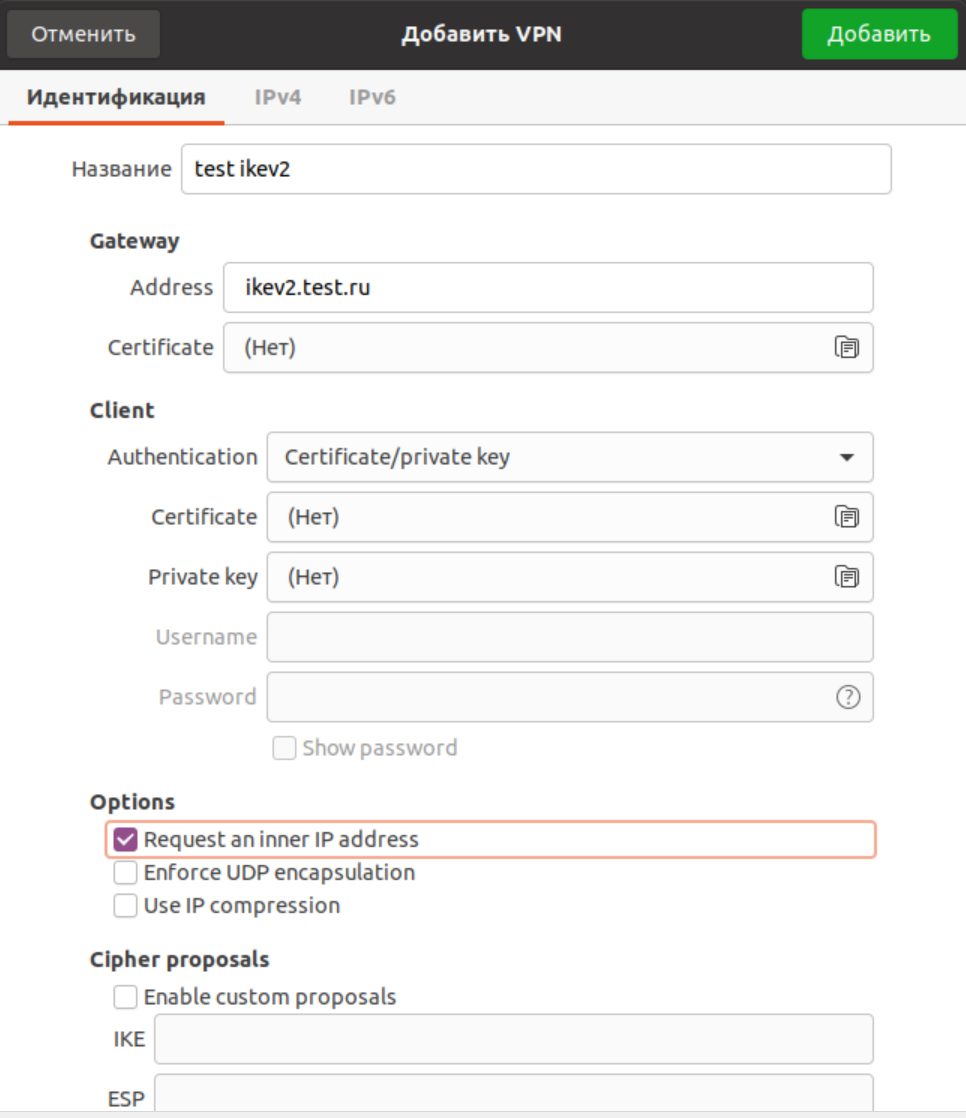 Отменить Добавить VPN Добавить
Идентификация IPv4 IPv6
Название test ikev2
Gateway
Address ikev2.test.ru
Certificate (Нет)
Client
Authentication Certificate/private key
Certificate (Нет)
Private key (Нет)
Username
Password
Show password
Options
Request an inner IP address
Enforce UDP encapsulation
Use IP compression
Cipher proposals
Enable custom proposals
IKE
ESP